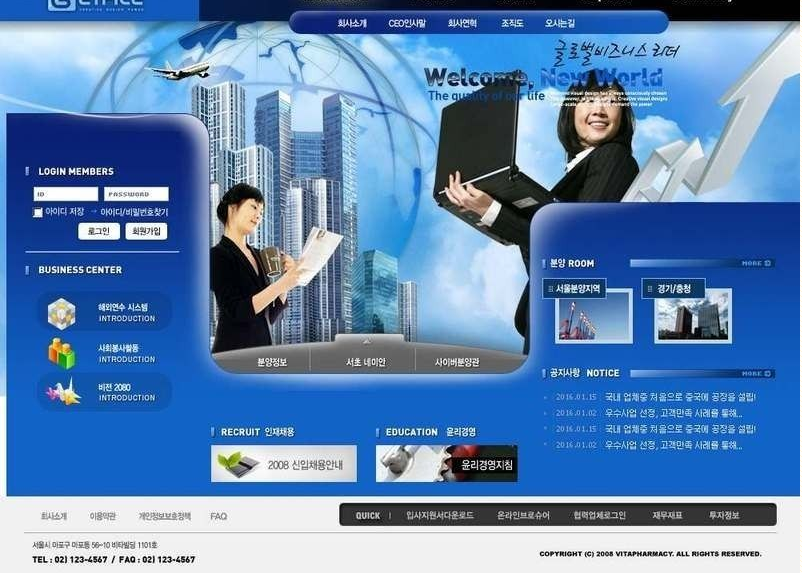 CREATIVE DESIGN POWER
회사소개 CEO인사말 회사연혁 조직도 오시는길
글로벌비즈니스 리더
Welcome, New World
The quality of our life
LOGIN MEMBERS
ID PASSWORD
아이디 저장 → 아이디/비밀번호찾기
로그인 회원가입
BUSINESS CENTER
해외연수 시스템
INTRODUCTION
사회봉사활동
INTRODUCTION
비전 2080
INTRODUCTION
분양정보 서초 네이안 사이버분양관
분양 ROOM MORE
서울분양지역 경기/충청
공지사항 NOTICE MORE
2016.01.15 국내 업체중 처음으로 중국에 공장을 설립!
2016.01.02 우수사업 선정, 고객만족 사례를 통해...
2016.01.15 국내 업체중 처음으로 중국에 공장을 설립!
2016.01.02 우수사업 선정, 고객만족 사례를 통해...
RECRUIT 인재채용
2008 신입채용안내
EDUCATION 윤리경영
윤리경영지침
회사소개 이용약관 개인정보보호정책 FAQ
QUICK 입사지원서다운로드 온라인브로슈어 협력업체로그인 재무재표 투자정보
서울시 마포구 마포동 56-10 비타빌딩 1101호
TEL : 02) 123-4567 / FAQ : 02) 123-4567
COPYRIGHT (C) 2008 VITAPHARMACY. ALL RIGHTS RESERVED.